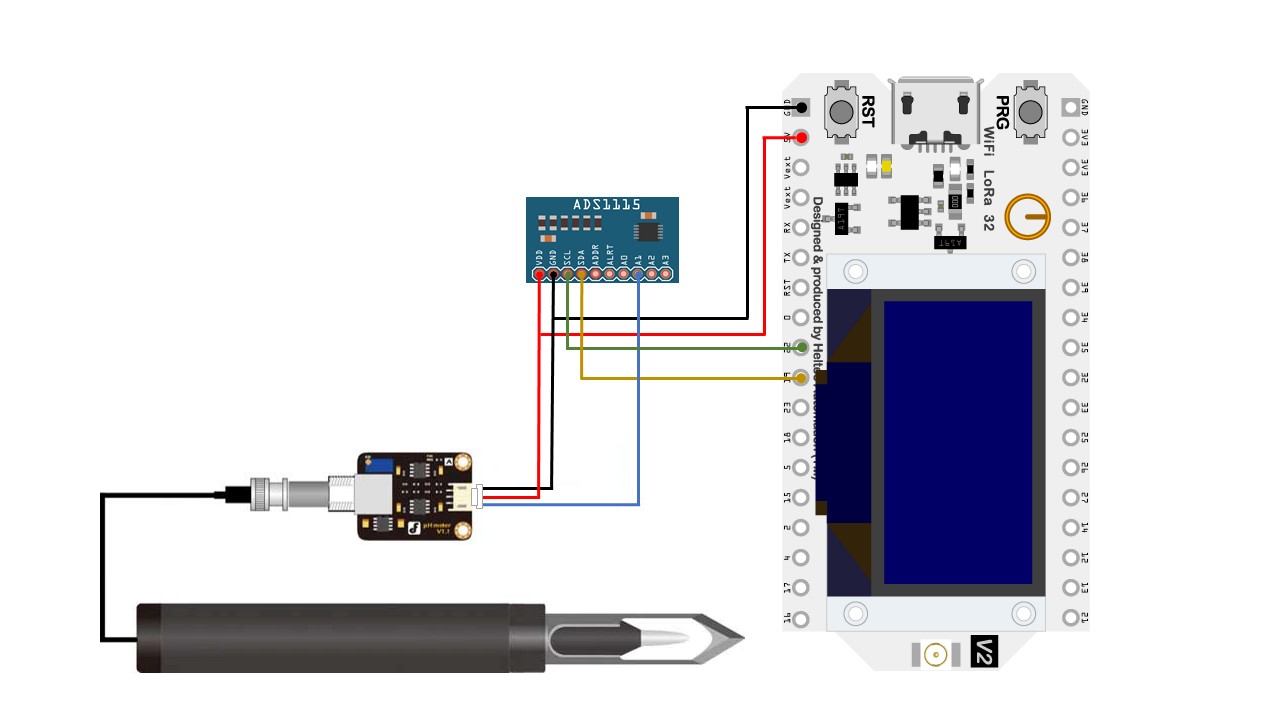 ADS1115
VDD
GND
SCL
SDA
ADDR
ALRT
A0
A1
A2
A3
pH meter
V1.1
GND
5V
Vext
Vext
RX
TX
RST
0
22
19
23
18
5
15
2
4
17
16
RST
PRG
WiFi LoRa 32
A19T
A19T
Designed & produced by Heltec Automation
GND
3V3
3V3
36
37
38
39
34
35
32
33
25
26
27
14
12
13
21
V2